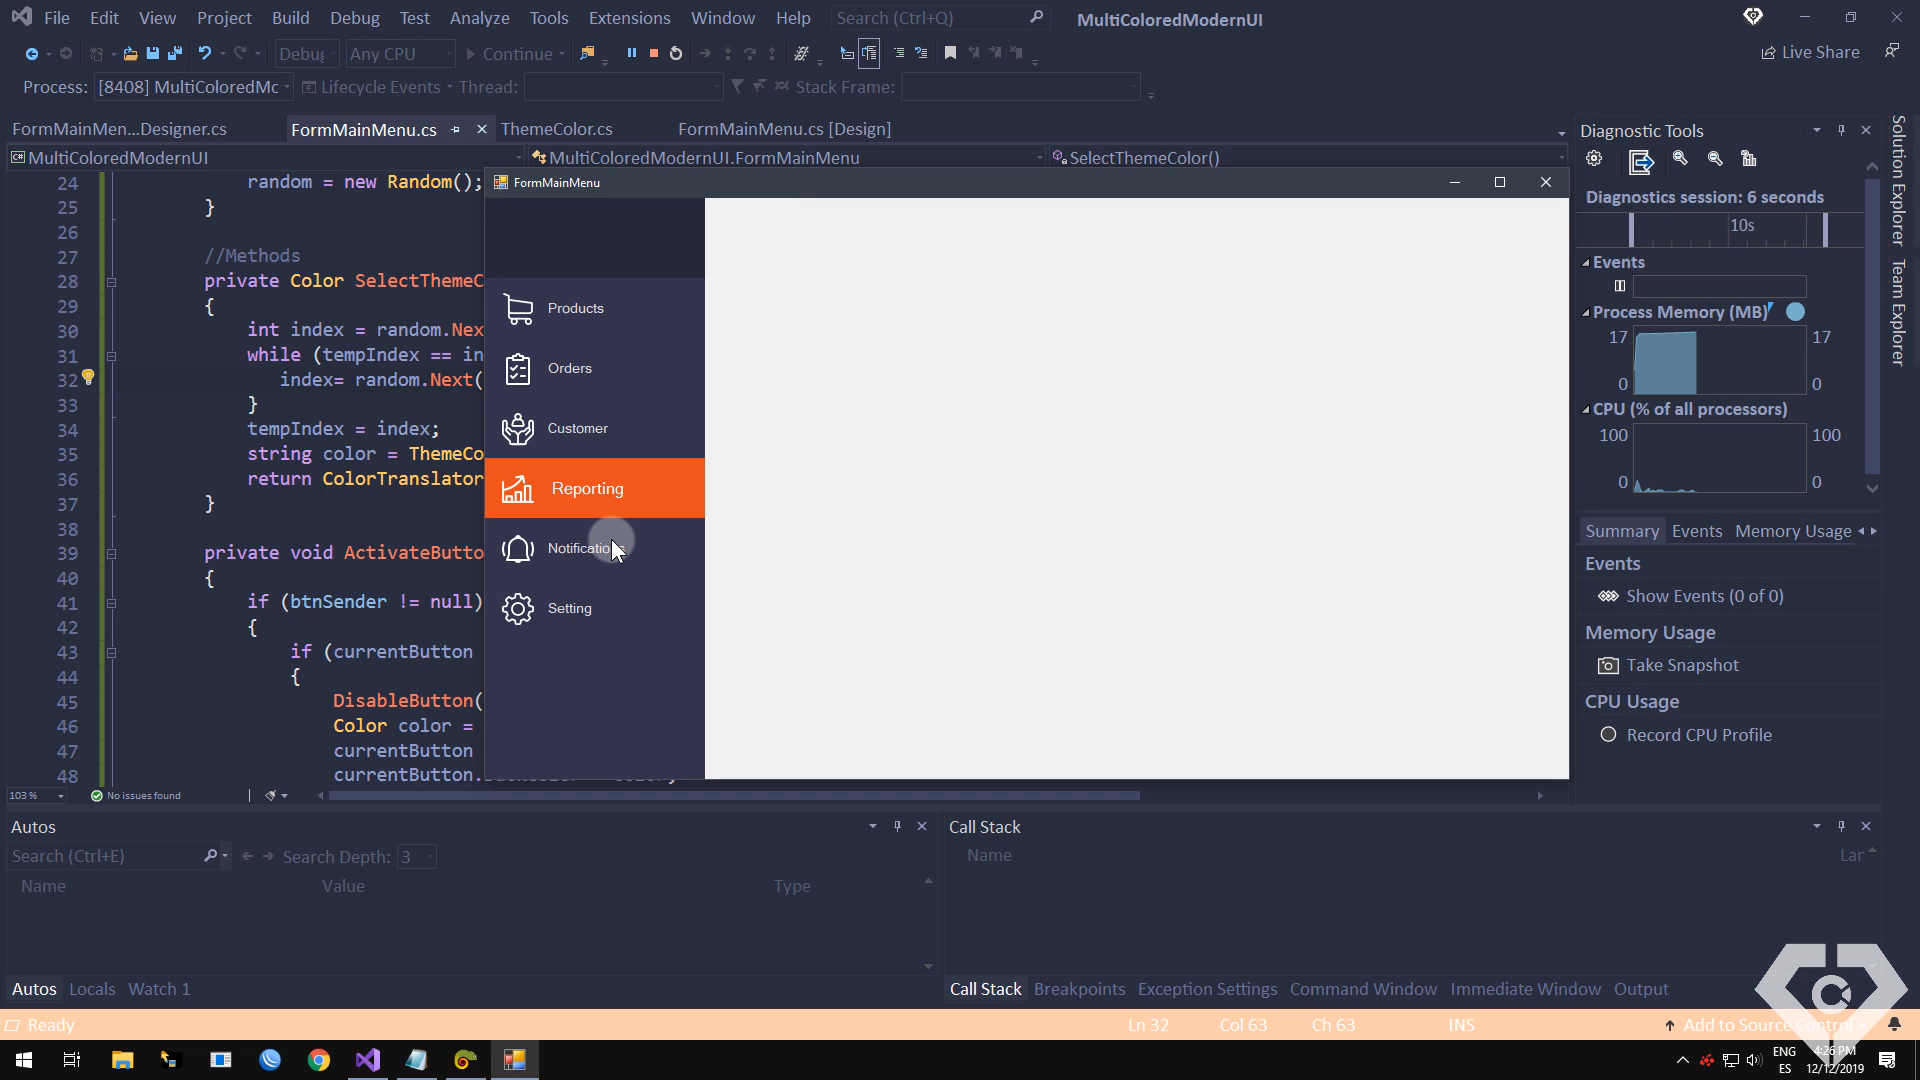 File Edit View Project Build Debug Test Analyze Tools Extensions Window Help Search (Ctrl+Q) MultiColoredModernUI
Debug Any CPU Continue Live Share
Process: [8408] MultiColoredMc Lifecycle Events Thread: Stack Frame:
FormMainMen...Designer.cs FormMainMenu.cs ThemeColor.cs FormMainMenu.cs [Design]
C# MultiColoredModernUI MultiColoredModernUI.FormMainMenu SelectThemeColor()
24 random = new Random();
25 }
26
27 //Methods
28 private Color SelectThemeC
29 {
30 int index = random.Nex
31 while (tempIndex == in
32 index= random.Next(
33 }
34 tempIndex = index;
35 string color = ThemeCo
36 return ColorTranslator
37 }
38
39 private void ActivateButto
40 {
41 if (btnSender != null)
42 {
43 if (currentButton
44 {
45 DisableButton(
46 Color color =
47 currentButton
48 currentButton.
FormMainMenu
Products
Orders
Customer
Reporting
Notifications
Setting
Diagnostic Tools
Diagnostics session: 6 seconds
10s
Events
Process Memory (MB)
17 17
0 0
CPU (% of all processors)
100 100
0 0
Summary Events Memory Usage
Events
Show Events (0 of 0)
Memory Usage
Take Snapshot
CPU Usage
Record CPU Profile
Solution Explorer
Team Explorer
103 % No issues found
Autos
Search (Ctrl+E) Search Depth: 3
Name Value Type
Autos Locals Watch 1
Call Stack
Name Lar
Call Stack Breakpoints Exception Settings Command Window Immediate Window Output
Ready Ln 32 Col 63 Ch 63 INS Add to Source Control
ENG
ES
4:26 PM
12/12/2019